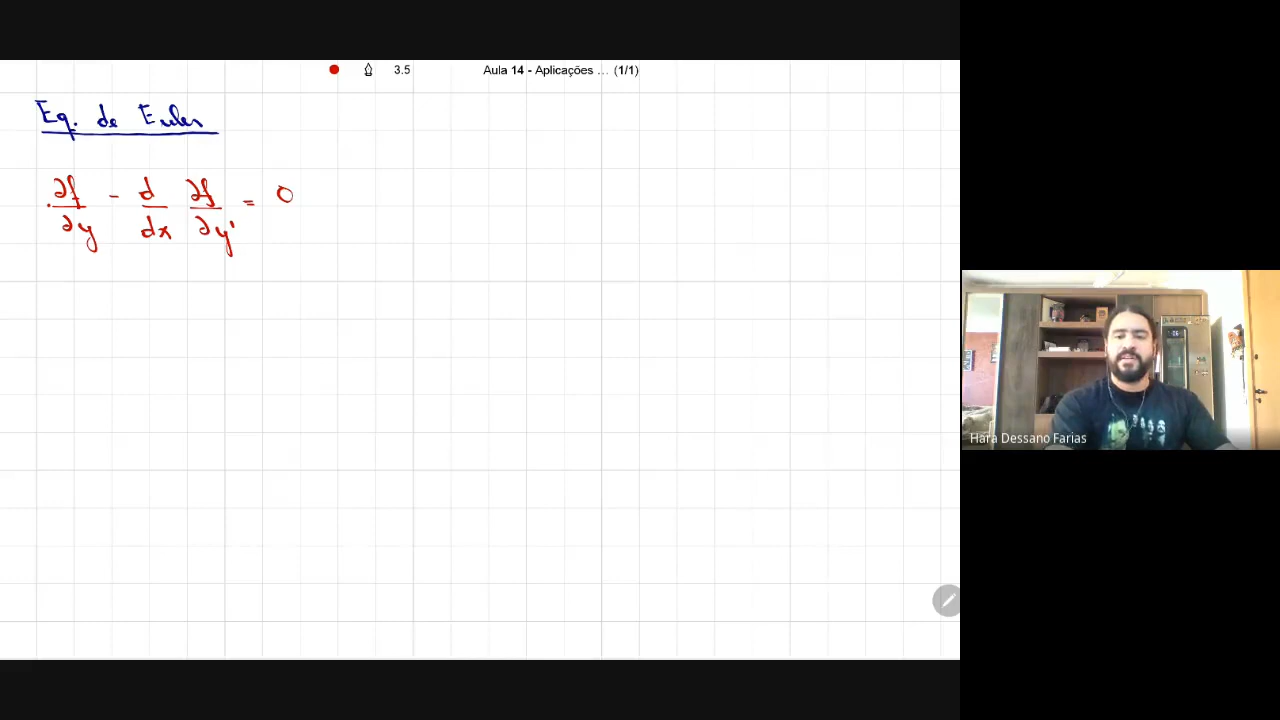 3.5 Aula 14 - Aplicações ... (1/1)
Eq. de Euler
∂f/∂y - d/dx ∂f/∂y' = 0
Hara Dessano Farias